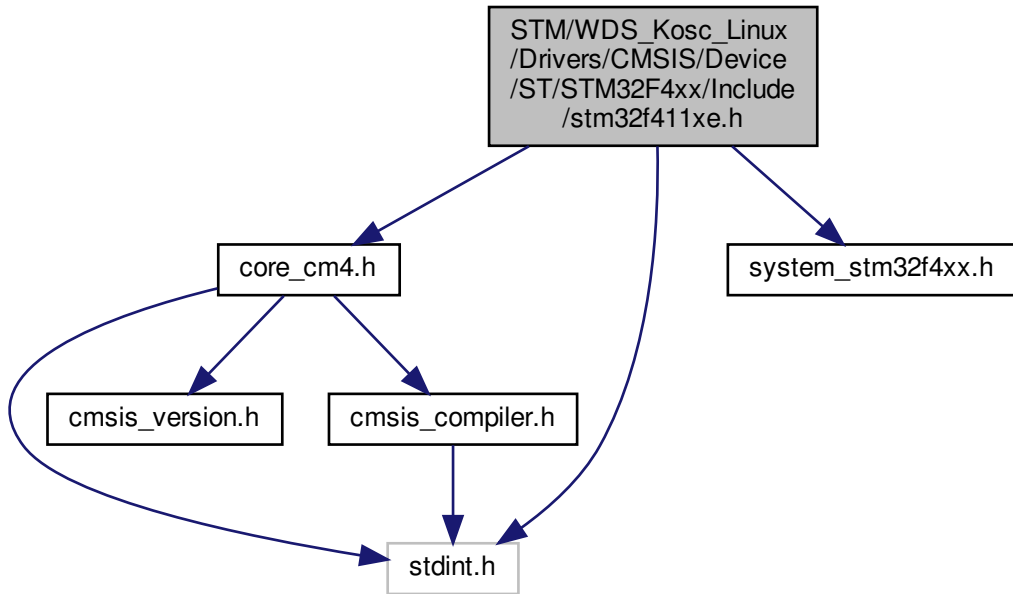 STM/WDS_Kosc_Linux
/Drivers/CMSIS/Device
/ST/STM32F4xx/Include
/stm32f411xe.h
core_cm4.h
system_stm32f4xx.h
cmsis_version.h
cmsis_compiler.h
stdint.h